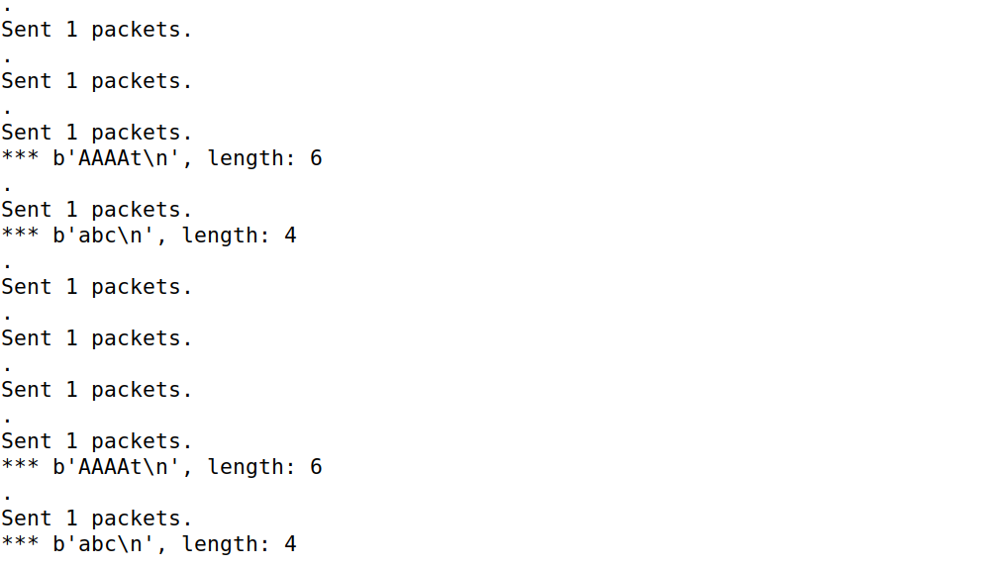 .
Sent 1 packets.
.
Sent 1 packets.
.
Sent 1 packets.
*** b'AAAAt\n', length: 6
.
Sent 1 packets.
*** b'abc\n', length: 4
.
Sent 1 packets.
.
Sent 1 packets.
.
Sent 1 packets.
.
Sent 1 packets.
*** b'AAAAt\n', length: 6
.
Sent 1 packets.
*** b'abc\n', length: 4